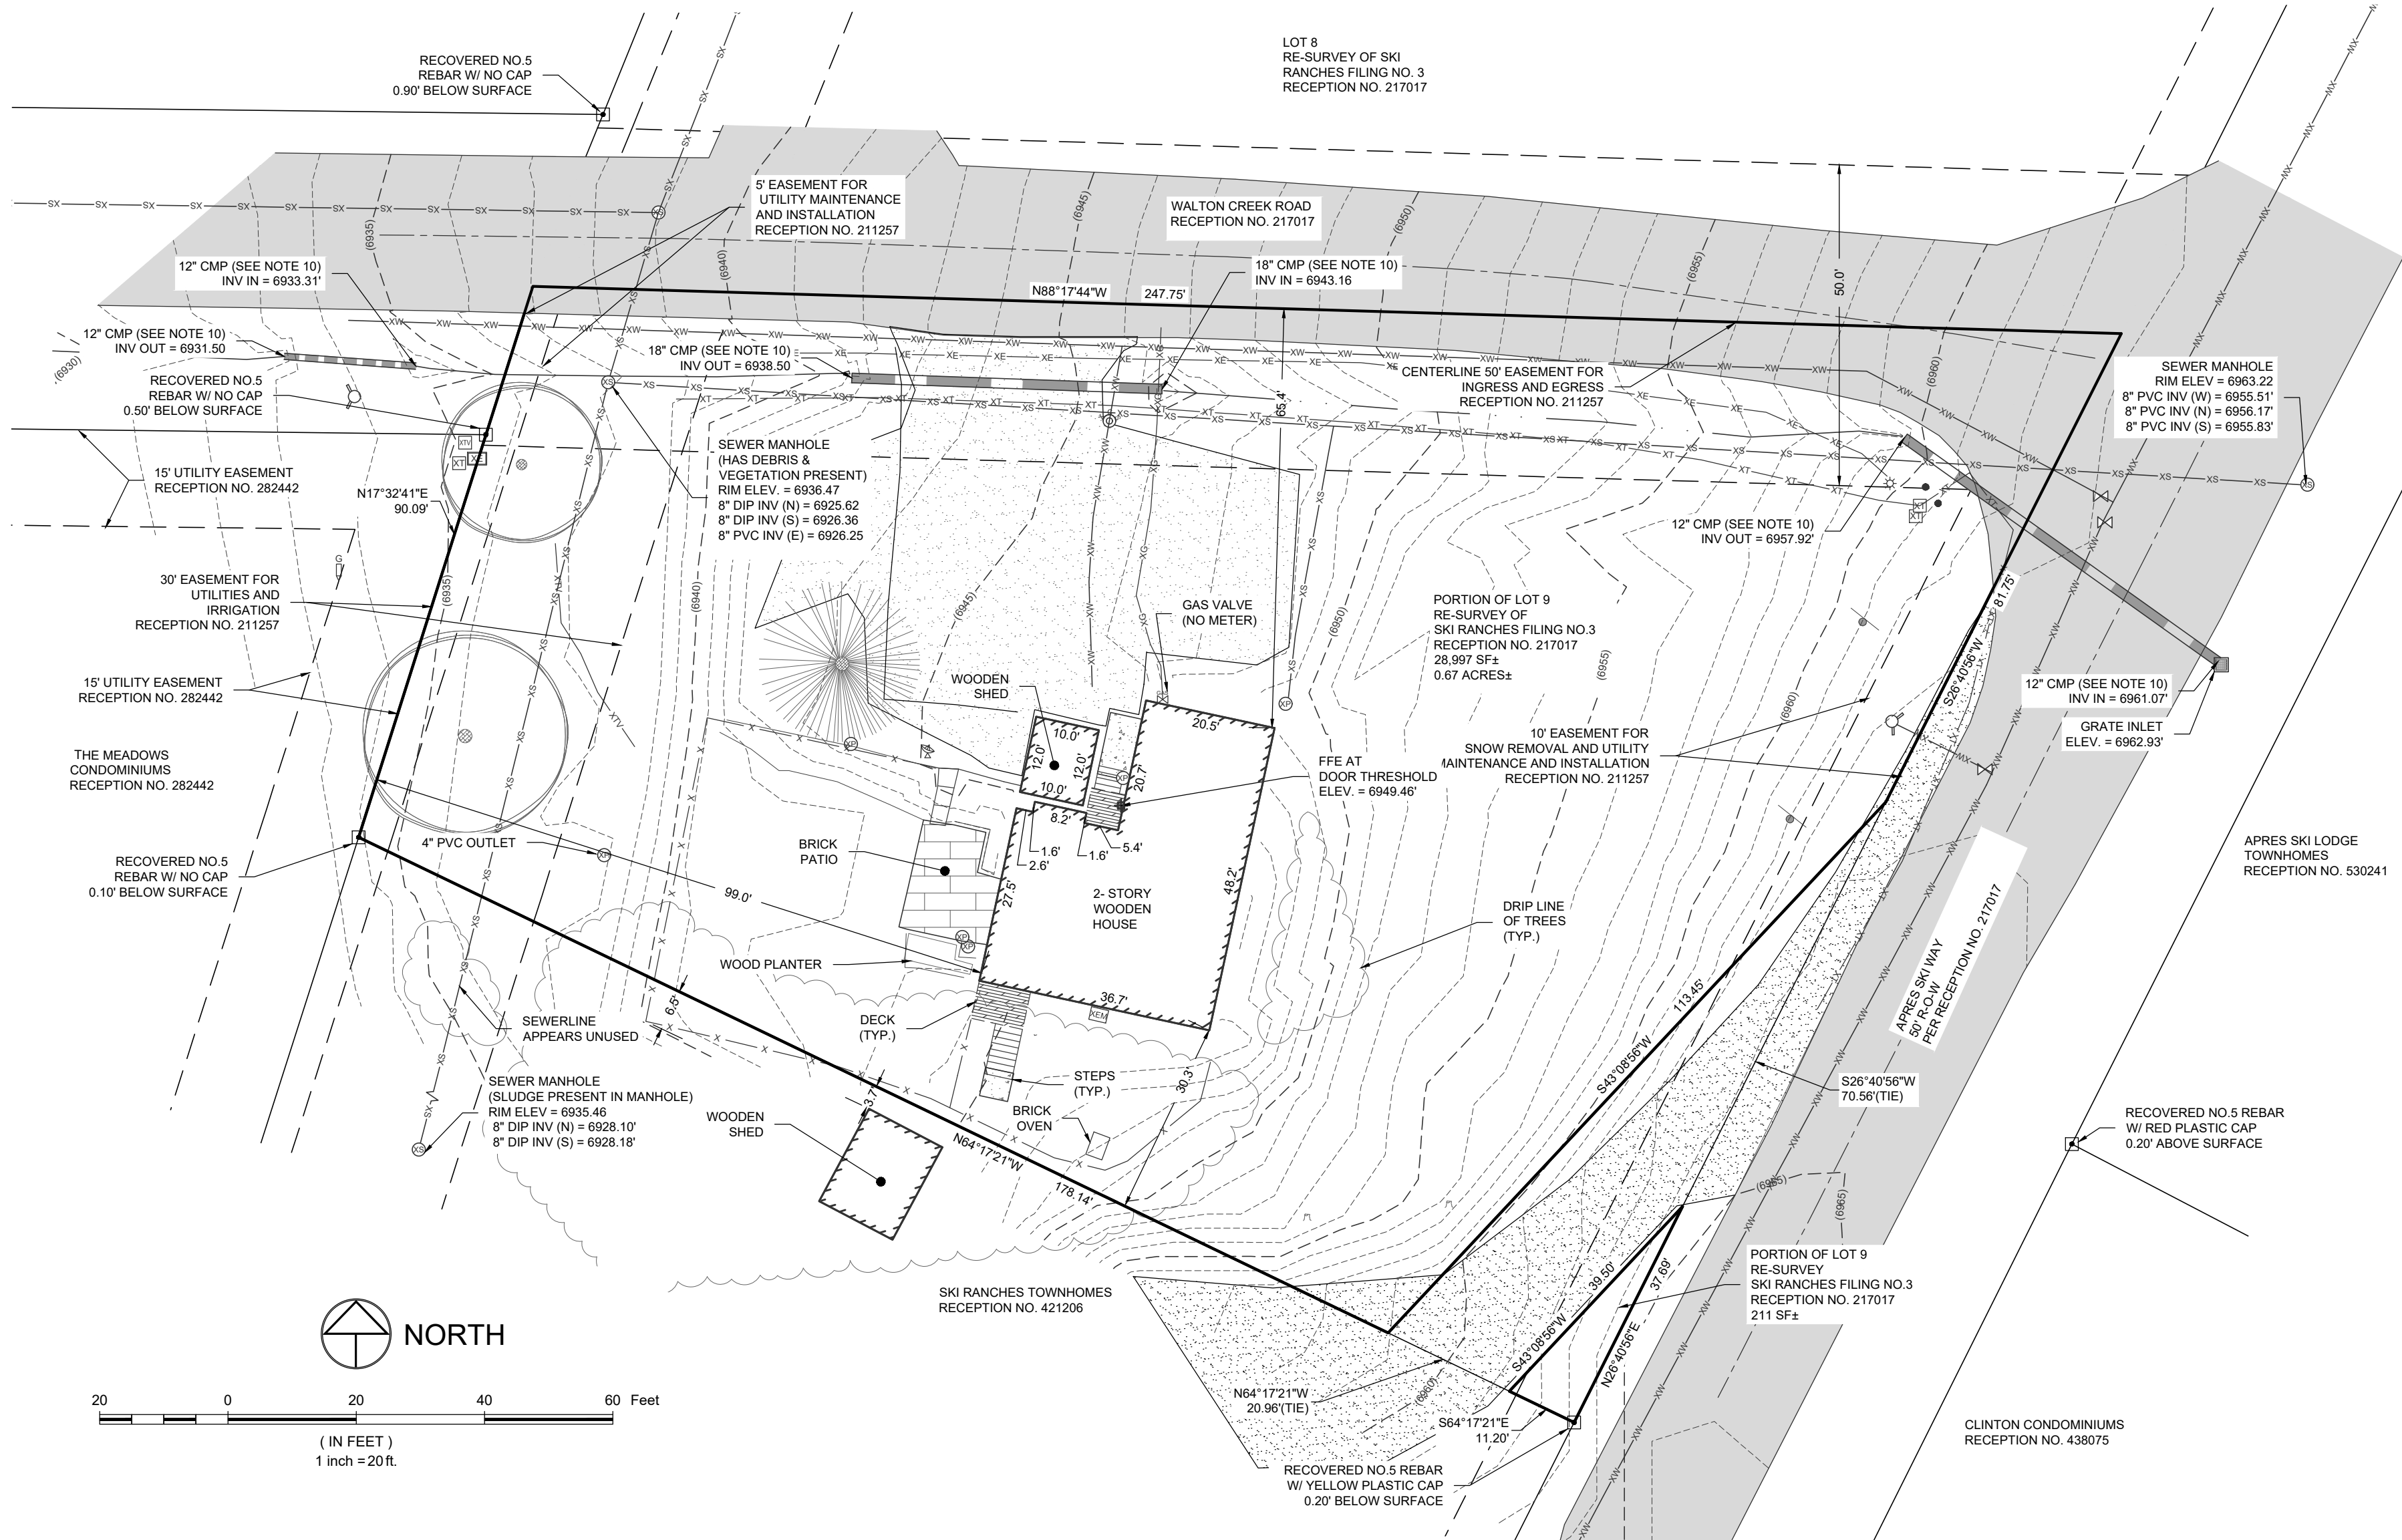 RECOVERED NO.5
REBAR W/ NO CAP
0.90' BELOW SURFACE
LOT 8
RE-SURVEY OF SKI
RANCHES FILING NO. 3
RECEPTION NO. 217017
5' EASEMENT FOR
UTILITY MAINTENANCE
AND INSTALLATION
RECEPTION NO. 211257
WALTON CREEK ROAD
RECEPTION NO. 217017
(6935)
(6940)
(6945)
(6950)
(6955)
50.0'
12" CMP (SEE NOTE 10)
INV IN = 6933.31'
18" CMP (SEE NOTE 10)
INV IN = 6943.16
N88°17'44"W 247.75'
12" CMP (SEE NOTE 10)
INV OUT = 6931.50
(6930)
18" CMP (SEE NOTE 10)
INV OUT = 6938.50
RECOVERED NO.5
REBAR W/ NO CAP
0.50' BELOW SURFACE
CENTERLINE 50' EASEMENT FOR
INGRESS AND EGRESS
RECEPTION NO. 211257
65.4'
(6960)
SEWER MANHOLE
RIM ELEV = 6963.22
8" PVC INV (W) = 6955.51'
8" PVC INV (N) = 6956.17'
8" PVC INV (S) = 6955.83'
SEWER MANHOLE
(HAS DEBRIS &
VEGETATION PRESENT)
RIM ELEV. = 6936.47
8" DIP INV (N) = 6925.62
8" DIP INV (S) = 6926.36
8" PVC INV (E) = 6926.25
15' UTILITY EASEMENT
RECEPTION NO. 282442
N17°32'41"E
90.09'
12" CMP (SEE NOTE 10)
INV OUT = 6957.92'
30' EASEMENT FOR
UTILITIES AND
IRRIGATION
RECEPTION NO. 211257
(6935)
(6940)
(6945)
(6950)
(6955)
(6960)
GAS VALVE
(NO METER)
PORTION OF LOT 9
RE-SURVEY OF
SKI RANCHES FILING NO.3
RECEPTION NO. 217017
28,997 SF±
0.67 ACRES±
S26°40'56"W 81.75'
15' UTILITY EASEMENT
RECEPTION NO. 282442
WOODEN
SHED
10.0'
12.0'
12.0'
10.0'
20.5'
20.7'
12" CMP (SEE NOTE 10)
INV IN = 6961.07'
GRATE INLET
ELEV. = 6962.93'
THE MEADOWS
CONDOMINIUMS
RECEPTION NO. 282442
FFE AT
DOOR THRESHOLD
ELEV. = 6949.46'
10' EASEMENT FOR
SNOW REMOVAL AND UTILITY
MAINTENANCE AND INSTALLATION
RECEPTION NO. 211257
8.2'
1.6'
2.6'
1.6'
5.4'
27.5'
48.2'
36.7'
4" PVC OUTLET
BRICK
PATIO
2- STORY
WOODEN
HOUSE
99.0'
RECOVERED NO.5
REBAR W/ NO CAP
0.10' BELOW SURFACE
APRES SKI LODGE
TOWNHOMES
RECEPTION NO. 530241
DRIP LINE
OF TREES
(TYP.)
WOOD PLANTER
APRES SKI WAY
50' R-O-W
PER RECEPTION NO. 217017
6.5'
SEWERLINE
APPEARS UNUSED
DECK
(TYP.)
113.45'
S43°08'56"W
SEWER MANHOLE
(SLUDGE PRESENT IN MANHOLE)
RIM ELEV = 6935.46
8" DIP INV (N) = 6928.10'
8" DIP INV (S) = 6928.18'
STEPS
(TYP.)
30.3'
S26°40'56"W
70.56'(TIE)
WOODEN
SHED
3.7'
BRICK
OVEN
RECOVERED NO.5 REBAR
W/ RED PLASTIC CAP
0.20' ABOVE SURFACE
N64°17'21"W
178.14'
(6965)
SKI RANCHES TOWNHOMES
RECEPTION NO. 421206
PORTION OF LOT 9
RE-SURVEY
SKI RANCHES FILING NO.3
RECEPTION NO. 217017
211 SF±
39.50'
37.69'
S43°08'56"W
N26°40'56"E
NORTH
N64°17'21"W
20.96'(TIE)
(6960)
S64°17'21"E
11.20'
20 0 20 40 60 Feet
( IN FEET )
1 inch = 20 ft.
CLINTON CONDOMINIUMS
RECEPTION NO. 438075
RECOVERED NO.5 REBAR
W/ YELLOW PLASTIC CAP
0.20' BELOW SURFACE